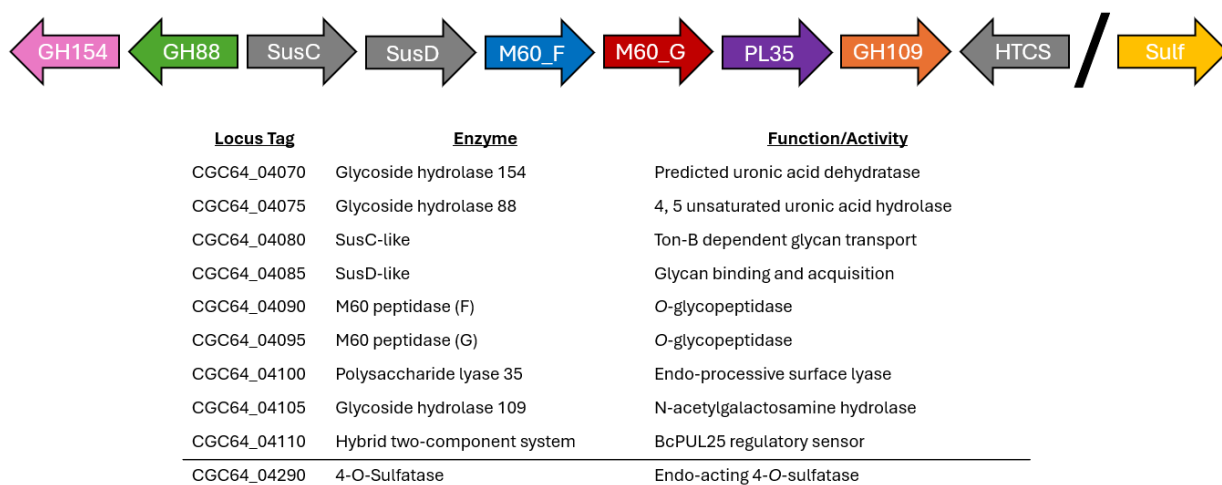 GH154 GH88 SusC SusD M60_F M60_G PL35 GH109 HTCS Sulf
Locus Tag Enzyme Function/Activity
CGC64_04070 Glycoside hydrolase 154 Predicted uronic acid dehydratase
CGC64_04075 Glycoside hydrolase 88 4, 5 unsaturated uronic acid hydrolase
CGC64_04080 SusC-like Ton-B dependent glycan transport
CGC64_04085 SusD-like Glycan binding and acquisition
CGC64_04090 M60 peptidase (F) O-glycopeptidase
CGC64_04095 M60 peptidase (G) O-glycopeptidase
CGC64_04100 Polysaccharide lyase 35 Endo-processive surface lyase
CGC64_04105 Glycoside hydrolase 109 N-acetylgalactosamine hydrolase
CGC64_04110 Hybrid two-component system BcPUL25 regulatory sensor
CGC64_04290 4-O-Sulfatase Endo-acting 4-O-sulfatase